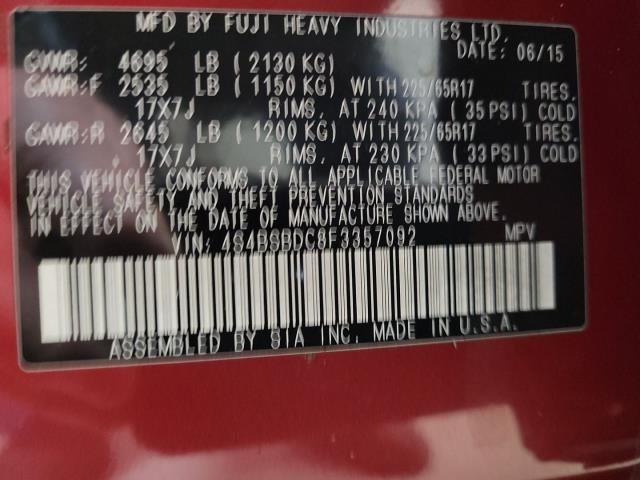 MFD BY FUJI HEAVY INDUSTRIES LTD.
DATE: 06/15
GVWR: 4695 LB ( 2130 KG)
GAWR:F 2535 LB ( 1150 KG) WITH 225/65R17 TIRES,
17X7J RIMS, AT 240 KPA ( 35 PSI) COLD
GAWR:R 2645 LB ( 1200 KG) WITH 225/65R17 TIRES,
17X7J RIMS, AT 230 KPA ( 33 PSI) COLD
THIS VEHICLE CONFORMS TO ALL APPLICABLE FEDERAL MOTOR
VEHICLE SAFETY AND THEFT PREVENTION STANDARDS
IN EFFECT ON THE DATE OF MANUFACTURE SHOWN ABOVE.
VIN: 4S4BSBDC8F3357092 MPV
ASSEMBLED BY SIA INC. MADE IN U.S.A.